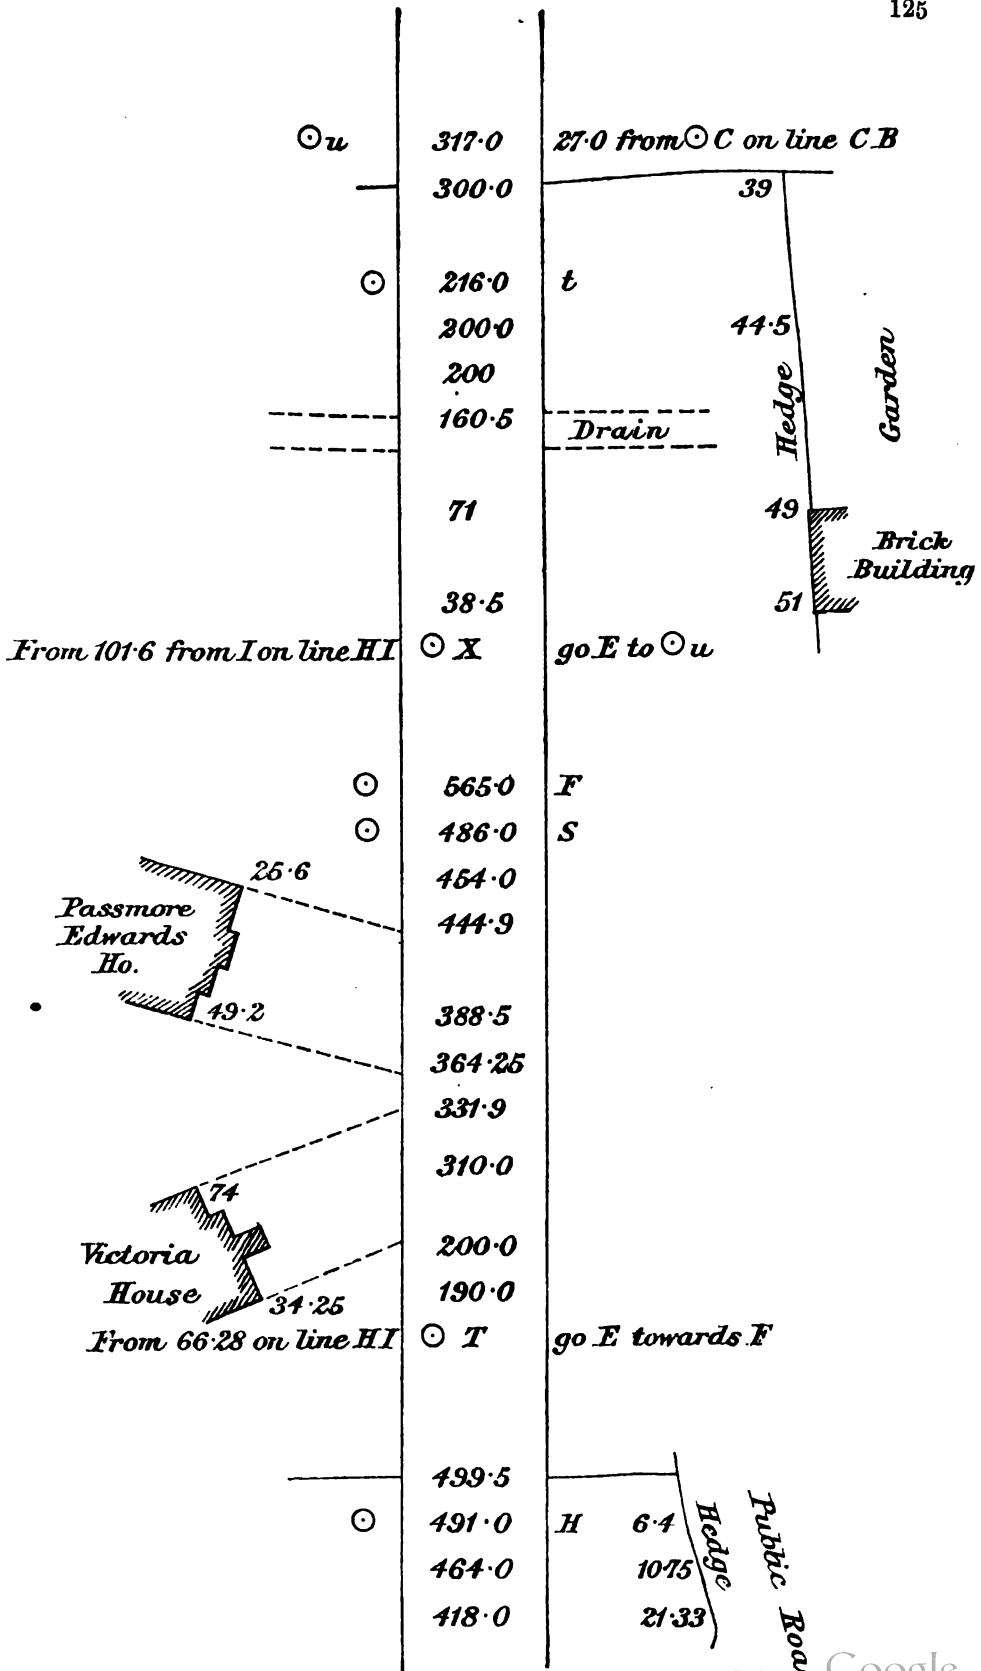 125
⊙ u 317·0 27·0 from ⊙ C on line CB
300·0 39
⊙ 216·0 t
200·0 44·5
200
160·5
Drain
Hedge
Garden
71 49
Brick
Building
38·5 51
From 101·6 from I on line HI ⊙ X go E to ⊙ u
⊙ 565·0 F
⊙ 486·0 S
25·6 454·0
444·9
Passmore
Edwards
Ho.
49·2 388·5
364·25
331·9
310·0
74
Victoria
House
200·0
190·0
34·25
From 66·28 on line HI ⊙ T go E towards F
499·5
⊙ 491·0 H 6·4
464·0 10·75
418·0 21·33
Hedge
Public Roa
Google